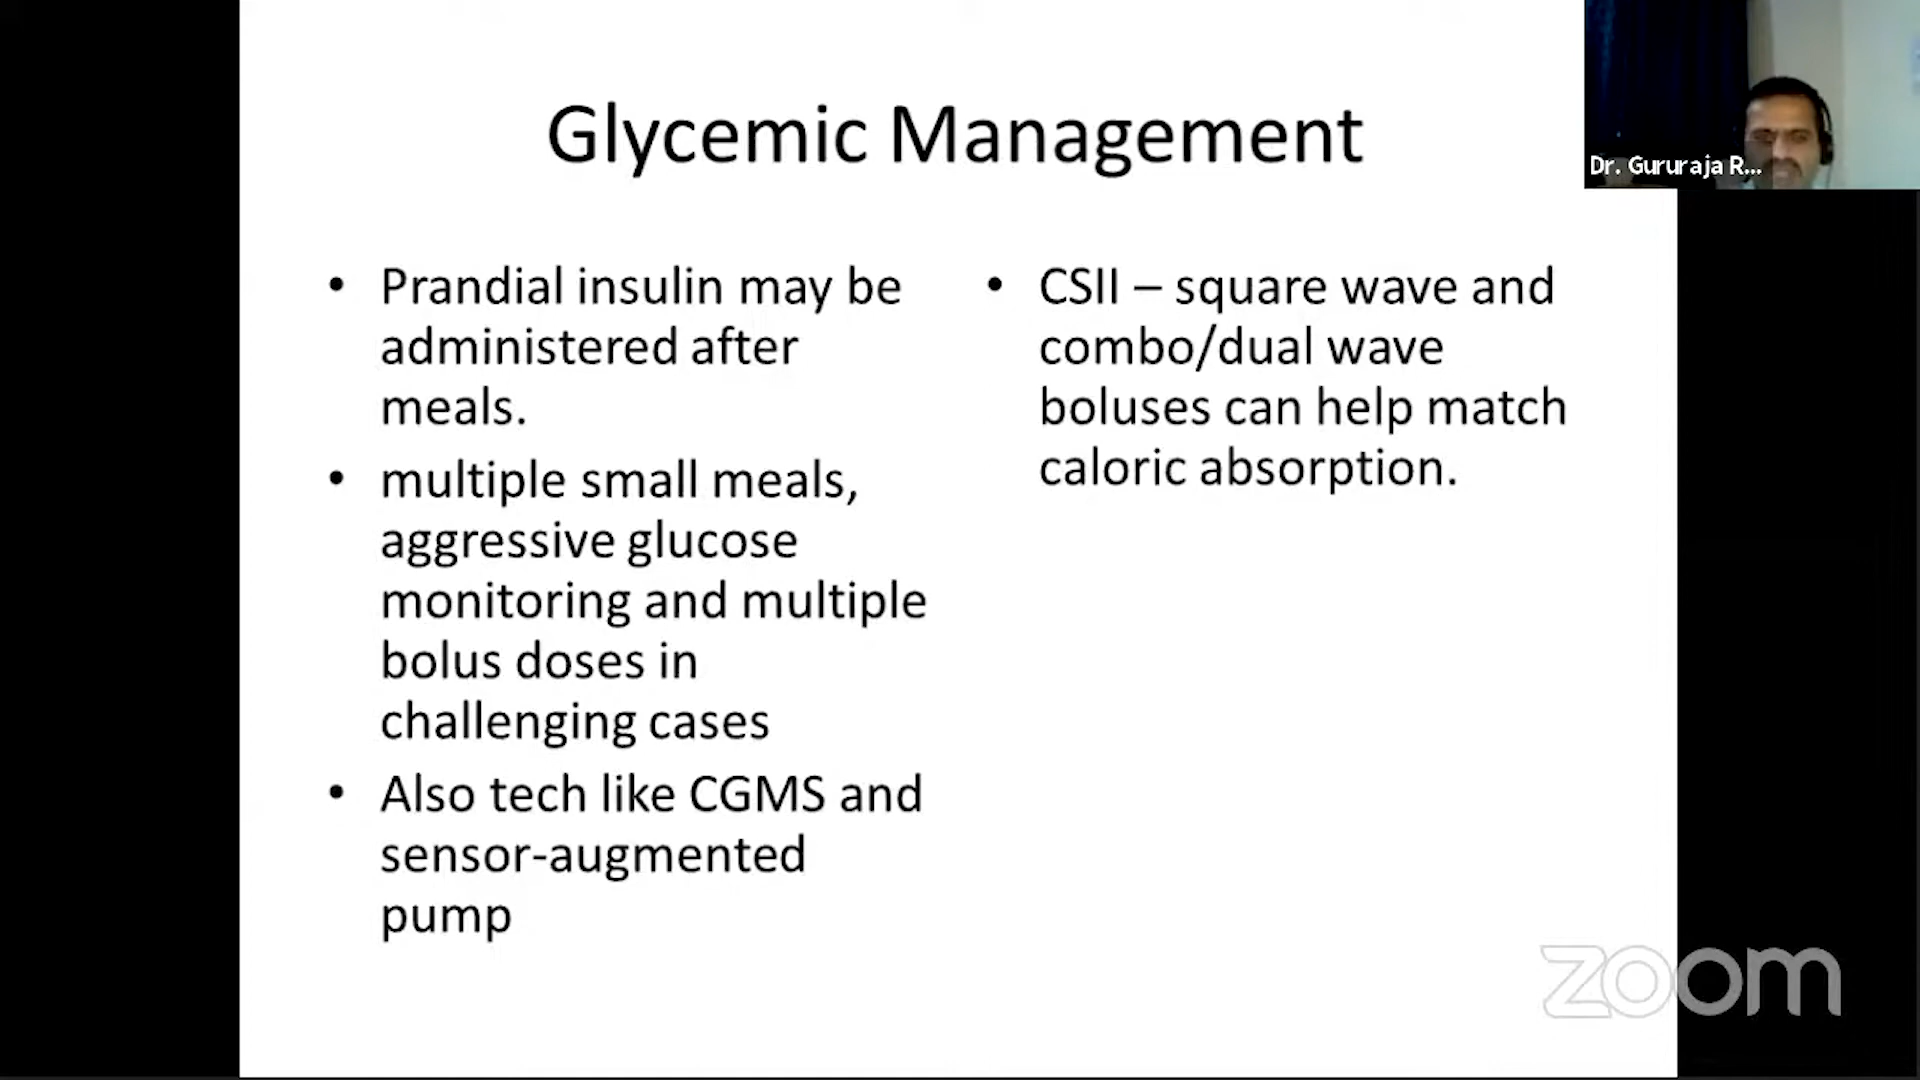 Glycemic Management
Dr. Gururaja R...
• Prandial insulin may be
administered after
meals.
• multiple small meals,
aggressive glucose
monitoring and multiple
bolus doses in
challenging cases
• Also tech like CGMS and
sensor-augmented
pump
• CSII – square wave and
combo/dual wave
boluses can help match
caloric absorption.
zoom